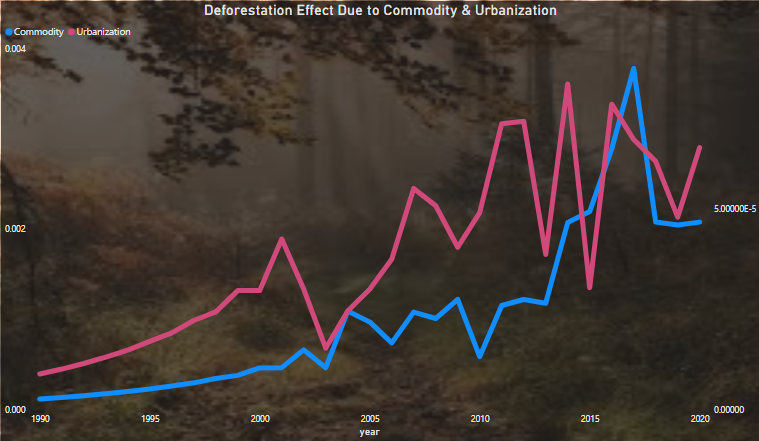 Deforestation Effect Due to Commodity & Urbanization
Commodity Urbanization
0.004
0.002
5.00000E-5
0.000
0.00000
1990 1995 2000 2005 2010 2015 2020
year